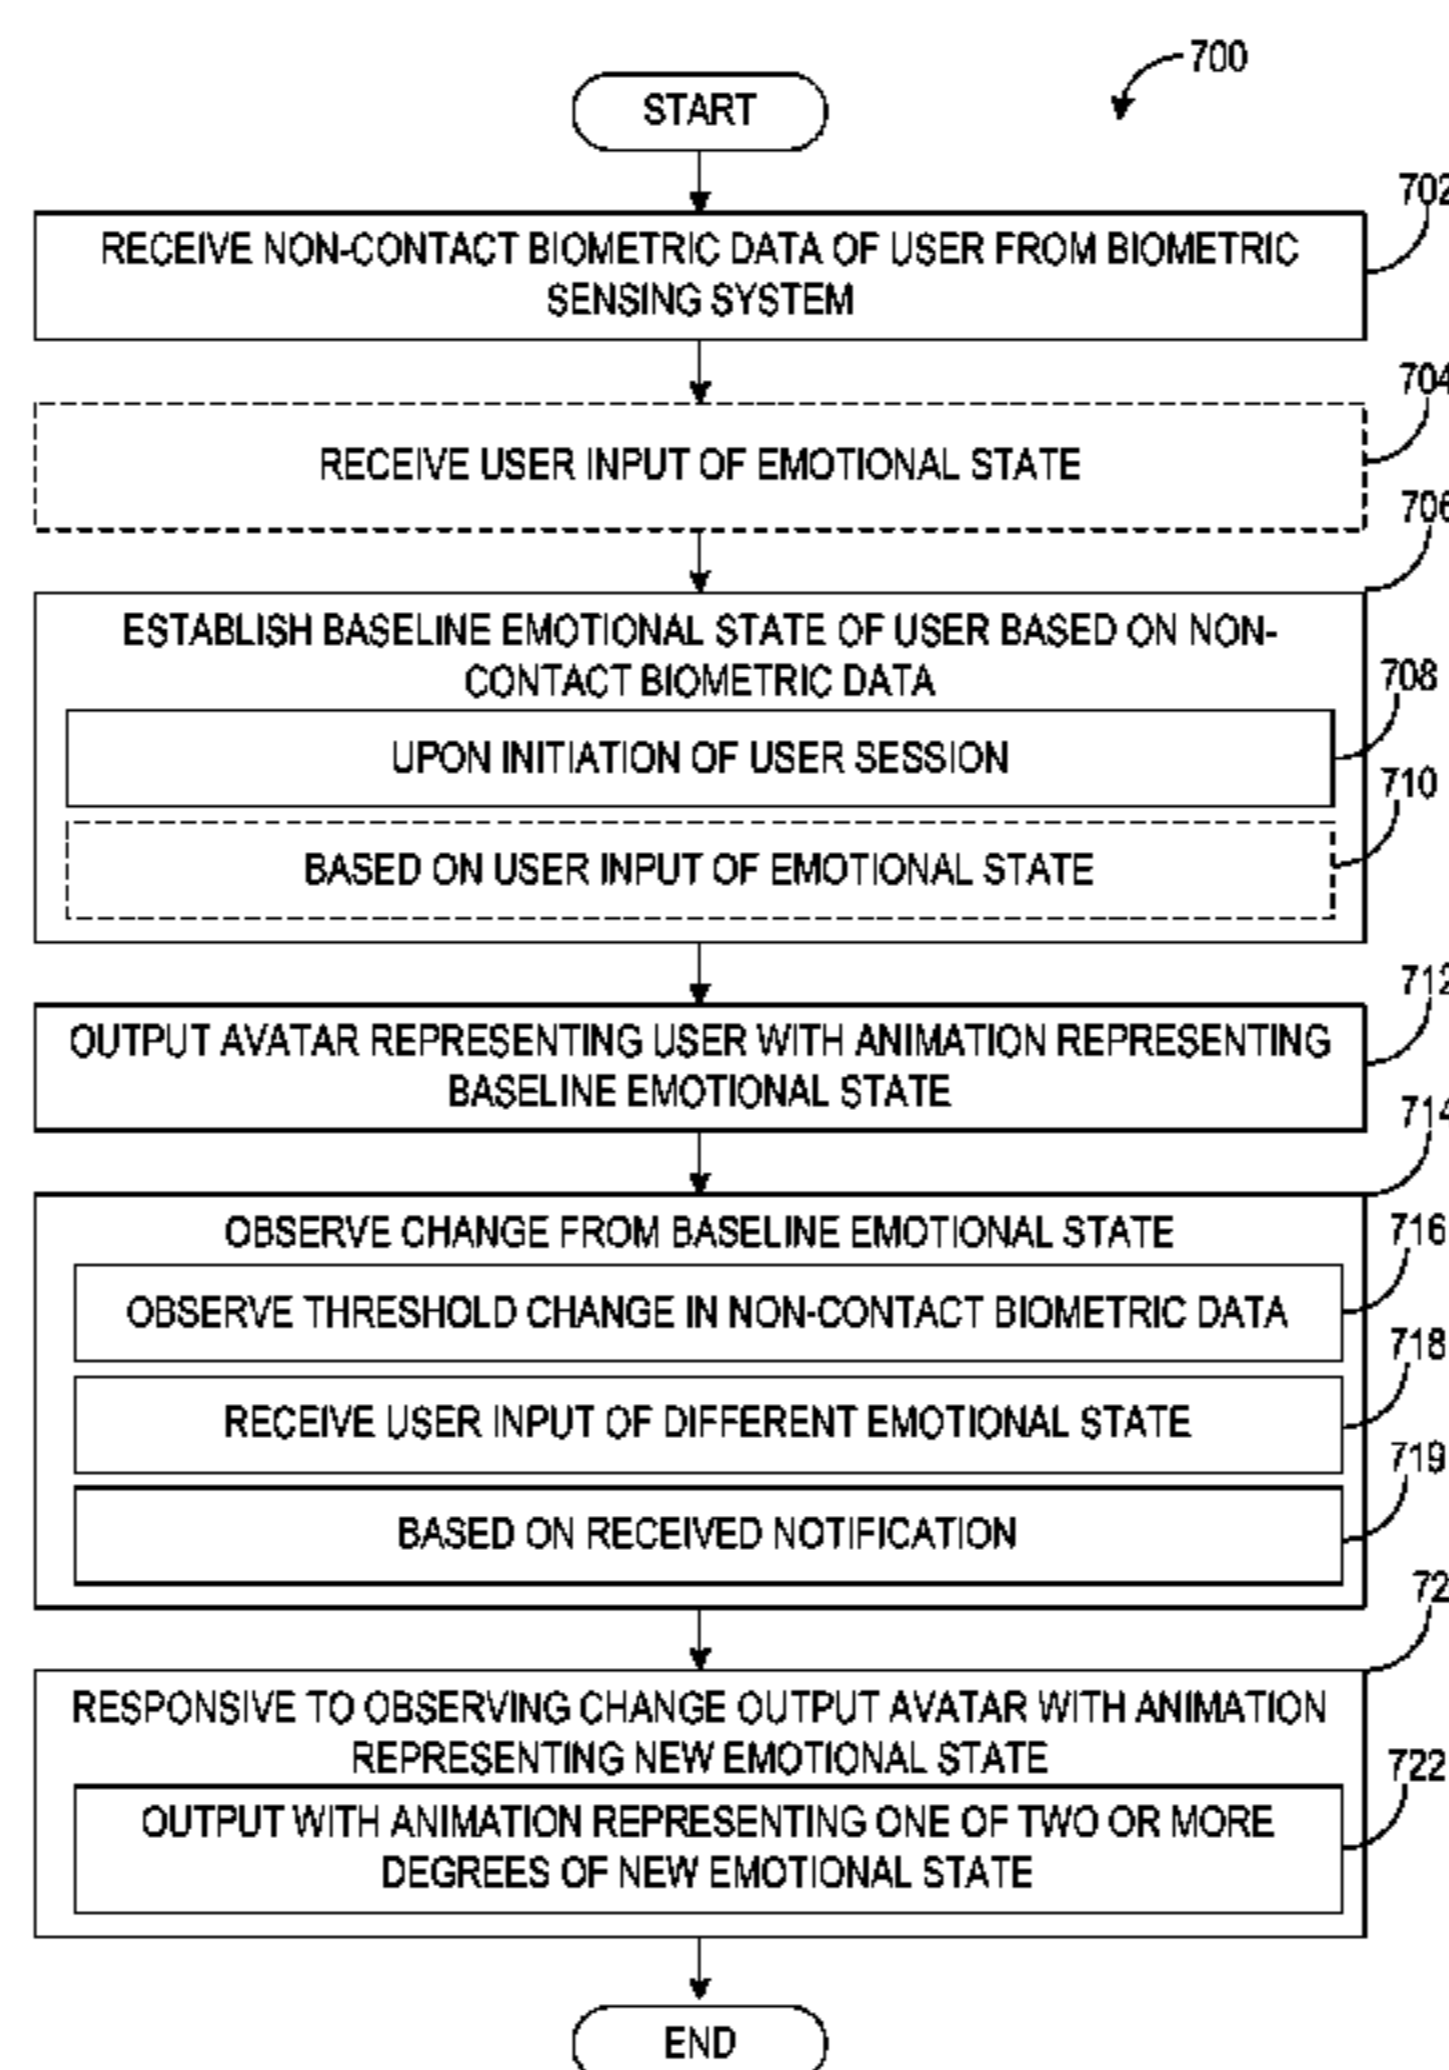 700
START
702
RECEIVE NON-CONTACT BIOMETRIC DATA OF USER FROM BIOMETRIC
SENSING SYSTEM
704
RECEIVE USER INPUT OF EMOTIONAL STATE
706
ESTABLISH BASELINE EMOTIONAL STATE OF USER BASED ON NON-
CONTACT BIOMETRIC DATA
708
UPON INITIATION OF USER SESSION
710
BASED ON USER INPUT OF EMOTIONAL STATE
712
OUTPUT AVATAR REPRESENTING USER WITH ANIMATION REPRESENTING
BASELINE EMOTIONAL STATE
714
OBSERVE CHANGE FROM BASELINE EMOTIONAL STATE
716
OBSERVE THRESHOLD CHANGE IN NON-CONTACT BIOMETRIC DATA
718
RECEIVE USER INPUT OF DIFFERENT EMOTIONAL STATE
719
BASED ON RECEIVED NOTIFICATION
72
RESPONSIVE TO OBSERVING CHANGE OUTPUT AVATAR WITH ANIMATION
REPRESENTING NEW EMOTIONAL STATE
722
OUTPUT WITH ANIMATION REPRESENTING ONE OF TWO OR MORE
DEGREES OF NEW EMOTIONAL STATE
END